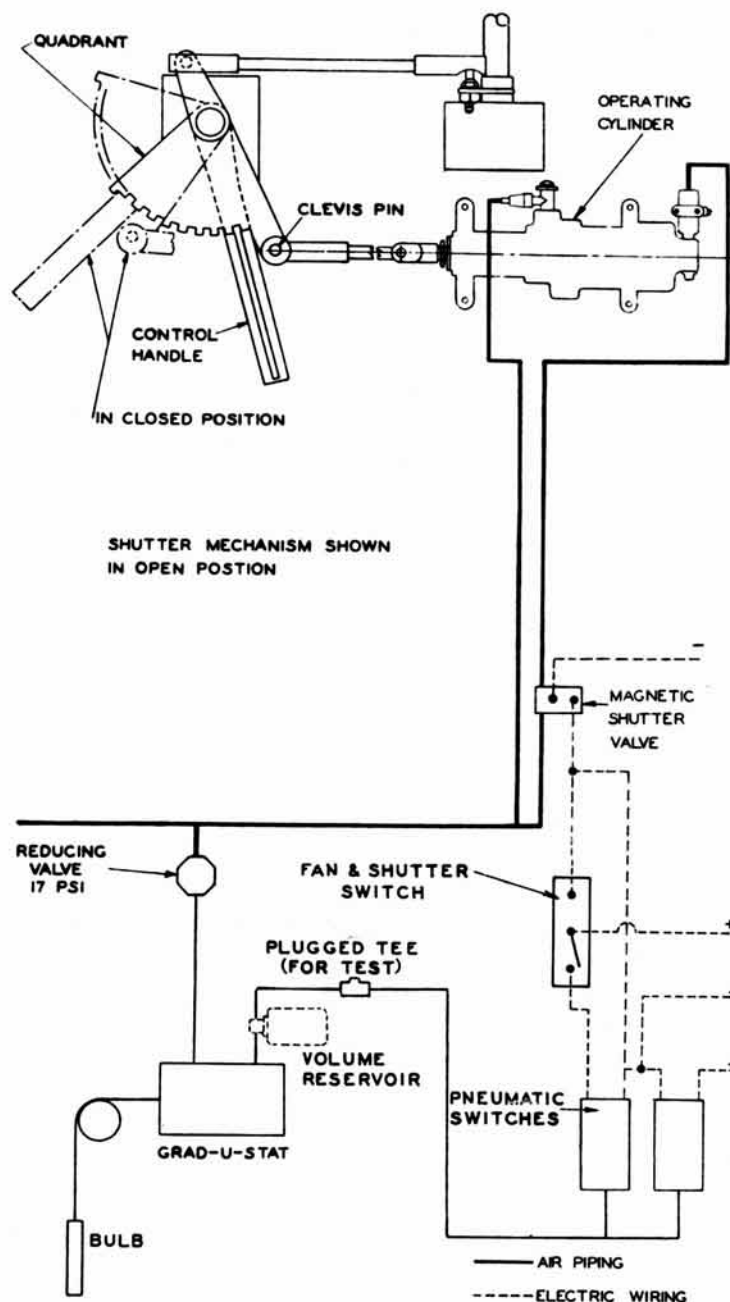 QUADRANT
OPERATING
CYLINDER
CLEVIS PIN
CONTROL
HANDLE
IN CLOSED POSITION
SHUTTER MECHANISM SHOWN
IN OPEN POSTION
MAGNETIC
SHUTTER
VALVE
REDUCING
VALVE
17 PSI
FAN & SHUTTER
SWITCH
PLUGGED TEE
(FOR TEST)
VOLUME
RESERVOIR
PNEUMATIC
SWITCHES
GRAD-U-STAT
BULB
AIR PIPING
ELECTRIC WIRING